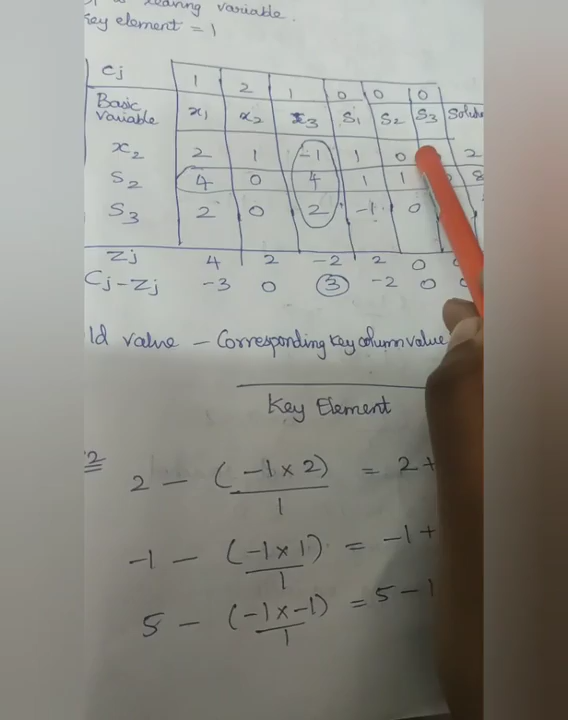 leaving variable.
Key element = 1
Cj 1 2 1 0 0 0
Basic Variable x1 x2 x3 S1 S2 S3
x2 2 1 -1 1 0 2
S2 4 0 4 1 1 8
S3 2 0 2 -1 0
Zj 4 2 -2 2 0
Cj - Zj -3 0 3 -2 0
value - Corresponding Key column value
Key Element
2 - (-1 x 2) = 2 +
1
-1 - (-1 x 1) = -1 +
1
5 - (-1 x -1) = 5 - 1
1